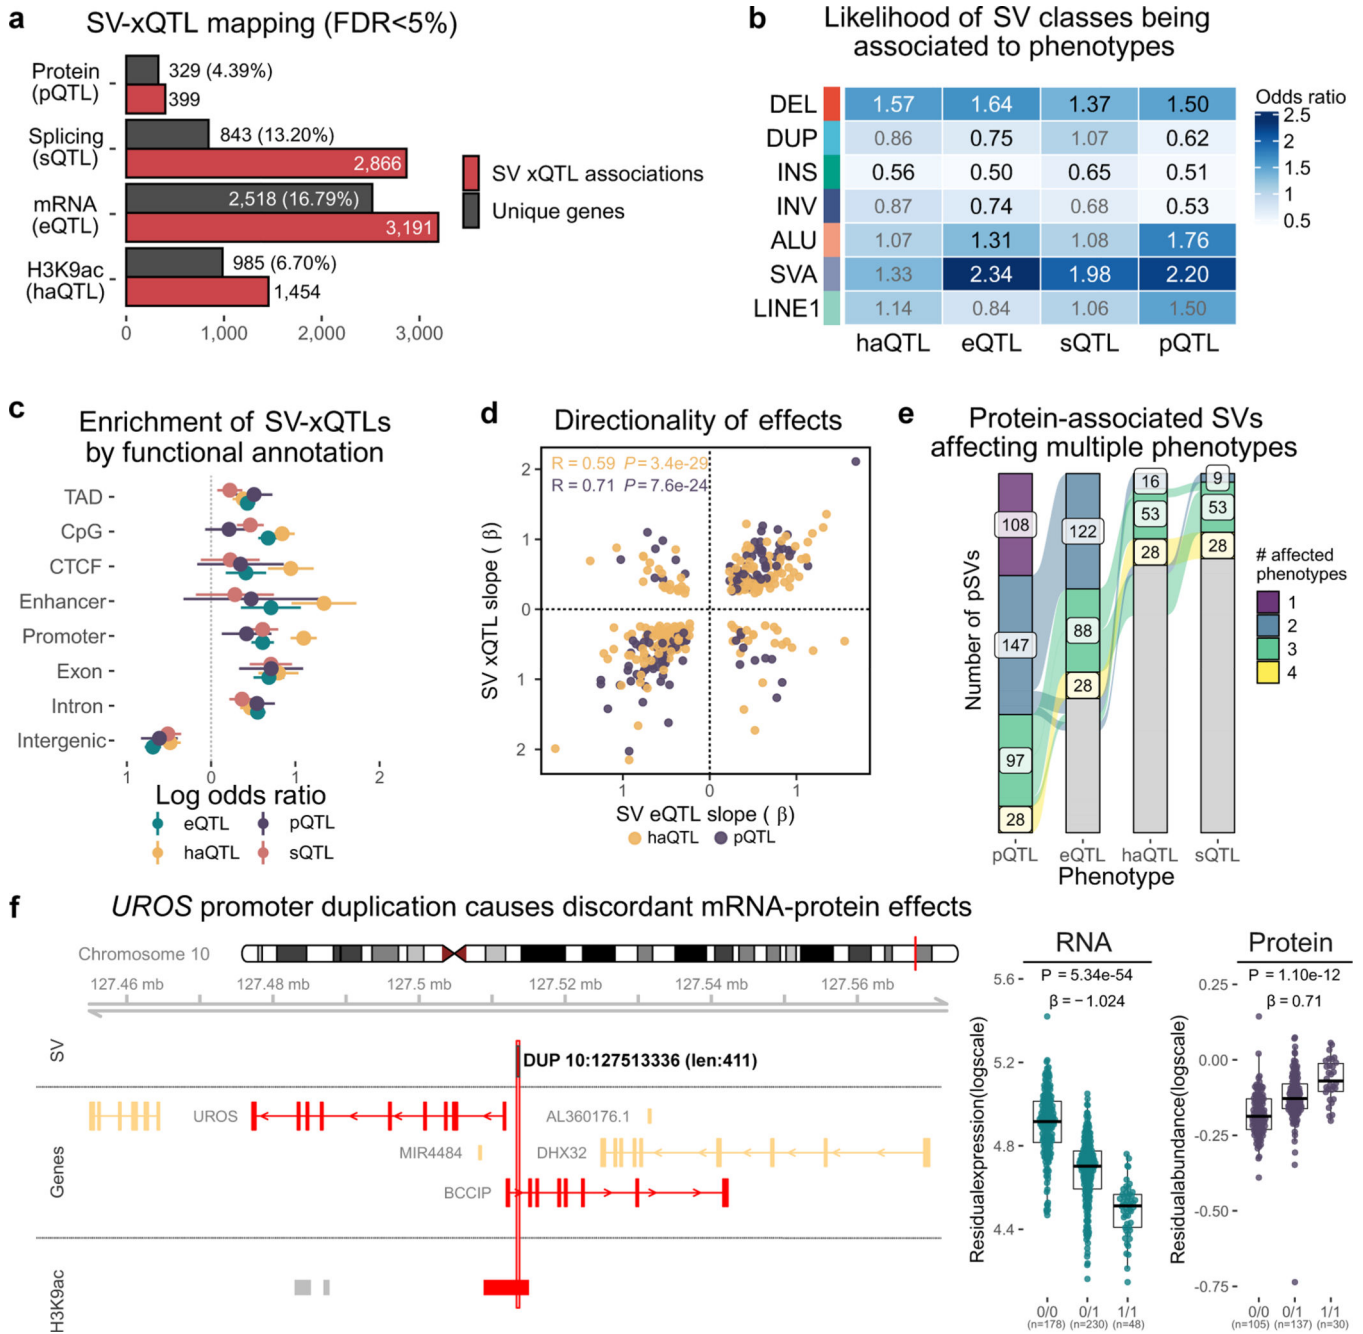 a
SV-xQTL mapping (FDR<5%)
Protein
(pQTL)
329 (4.39%)
399
Splicing
(sQTL)
843 (13.20%)
2,866
mRNA
(eQTL)
2,518 (16.79%)
3,191
H3K9ac
(haQTL)
985 (6.70%)
1,454
0 1,000 2,000 3,000
SV xQTL associations
Unique genes
b
Likelihood of SV classes being
associated to phenotypes
DEL 1.57 1.64 1.37 1.50
DUP 0.86 0.75 1.07 0.62
INS 0.56 0.50 0.65 0.51
INV 0.87 0.74 0.68 0.53
ALU 1.07 1.31 1.08 1.76
SVA 1.33 2.34 1.98 2.20
LINE1 1.14 0.84 1.06 1.50
haQTL eQTL sQTL pQTL
Odds ratio
2.5
2
1.5
1
0.5
c
Enrichment of SV-xQTLs
by functional annotation
TAD
CpG
CTCF
Enhancer
Promoter
Exon
Intron
Intergenic
1 0 1 2
Log odds ratio
eQTL pQTL
haQTL sQTL
d
Directionality of effects
R = 0.59 P=3.4e-29
R = 0.71 P=7.6e-24
SV xQTL slope ( β)
2
1
0
1
2
1 0 1
SV eQTL slope ( β)
haQTL pQTL
e
Protein-associated SVs
affecting multiple phenotypes
Number of pSVs
108
147
97
28
122
88
28
16
53
28
9
53
28
pQTL eQTL haQTL sQTL
Phenotype
# affected
phenotypes
1
2
3
4
f
UROS promoter duplication causes discordant mRNA-protein effects
Chromosome 10
127.46 mb 127.48 mb 127.5 mb 127.52 mb 127.54 mb 127.56 mb
SV
DUP 10:127513336 (len:411)
Genes
UROS
AL360176.1
MIR4484
DHX32
BCCIP
H3K9ac
RNA
P = 5.34e-54
β = −1.024
Residualexpression(logscale)
5.6
5.2
4.8
4.4
0/0 0/1 1/1
(n=178) (n=230) (n=48)
Protein
P = 1.10e-12
β = 0.71
Residualabundance(logscale)
0.25
0.00
-0.25
-0.50
-0.75
0/0 0/1 1/1
(n=105) (n=137) (n=30)